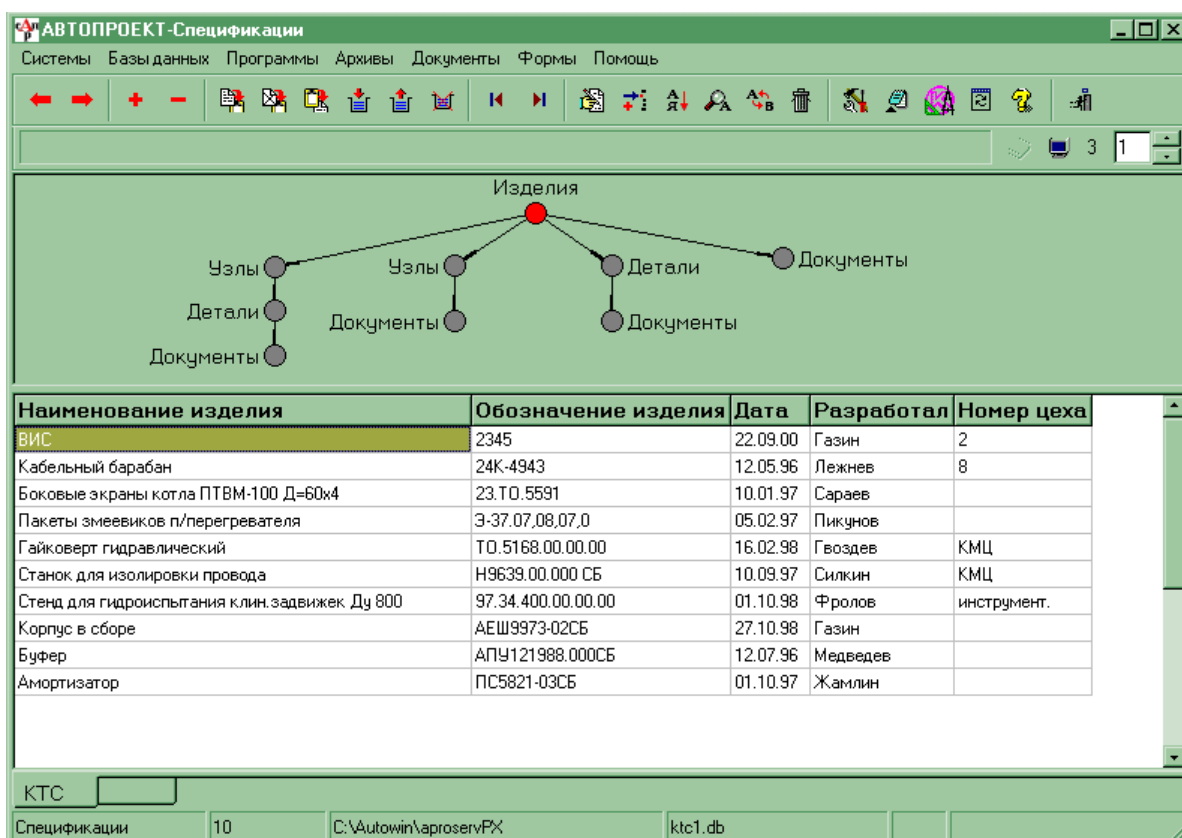 АВТОПРОЕКТ-Спецификации
Системы Базы данных Программы Архивы Документы Формы Помощь
3 1
Изделия
Узлы Узлы Детали Документы
Детали Документы Документы
Документы
Наименование изделия Обозначение изделия Дата Разработал Номер цеха
ВИС 2345 22.09.00 Газин 2
Кабельный барабан 24К-4943 12.05.96 Лежнев 8
Боковые экраны котла ПТВМ-100 Д=60х4 23.ТО.5591 10.01.97 Сараев
Пакеты змеевиков п/перегревателя Э-37.07,08,07,0 05.02.97 Пикунов
Гайковерт гидравлический ТО.5168.00.00.00 16.02.98 Гвоздев КМЦ
Станок для изолировки провода Н9639.00.000 СБ 10.09.97 Силкин КМЦ
Стенд для гидроиспытания клин.задвижек Ду 800 97.34.400.00.00.00 01.10.98 Фролов инструмент.
Корпус в сборе АЕШ9973-02СБ 27.10.98 Газин
Буфер АПУ121988.000СБ 12.07.96 Медведев
Амортизатор ПС5821-03СБ 01.10.97 Жамлин
КТС
Спецификации 10 C:\Autowin\aproservPX ktc1.db